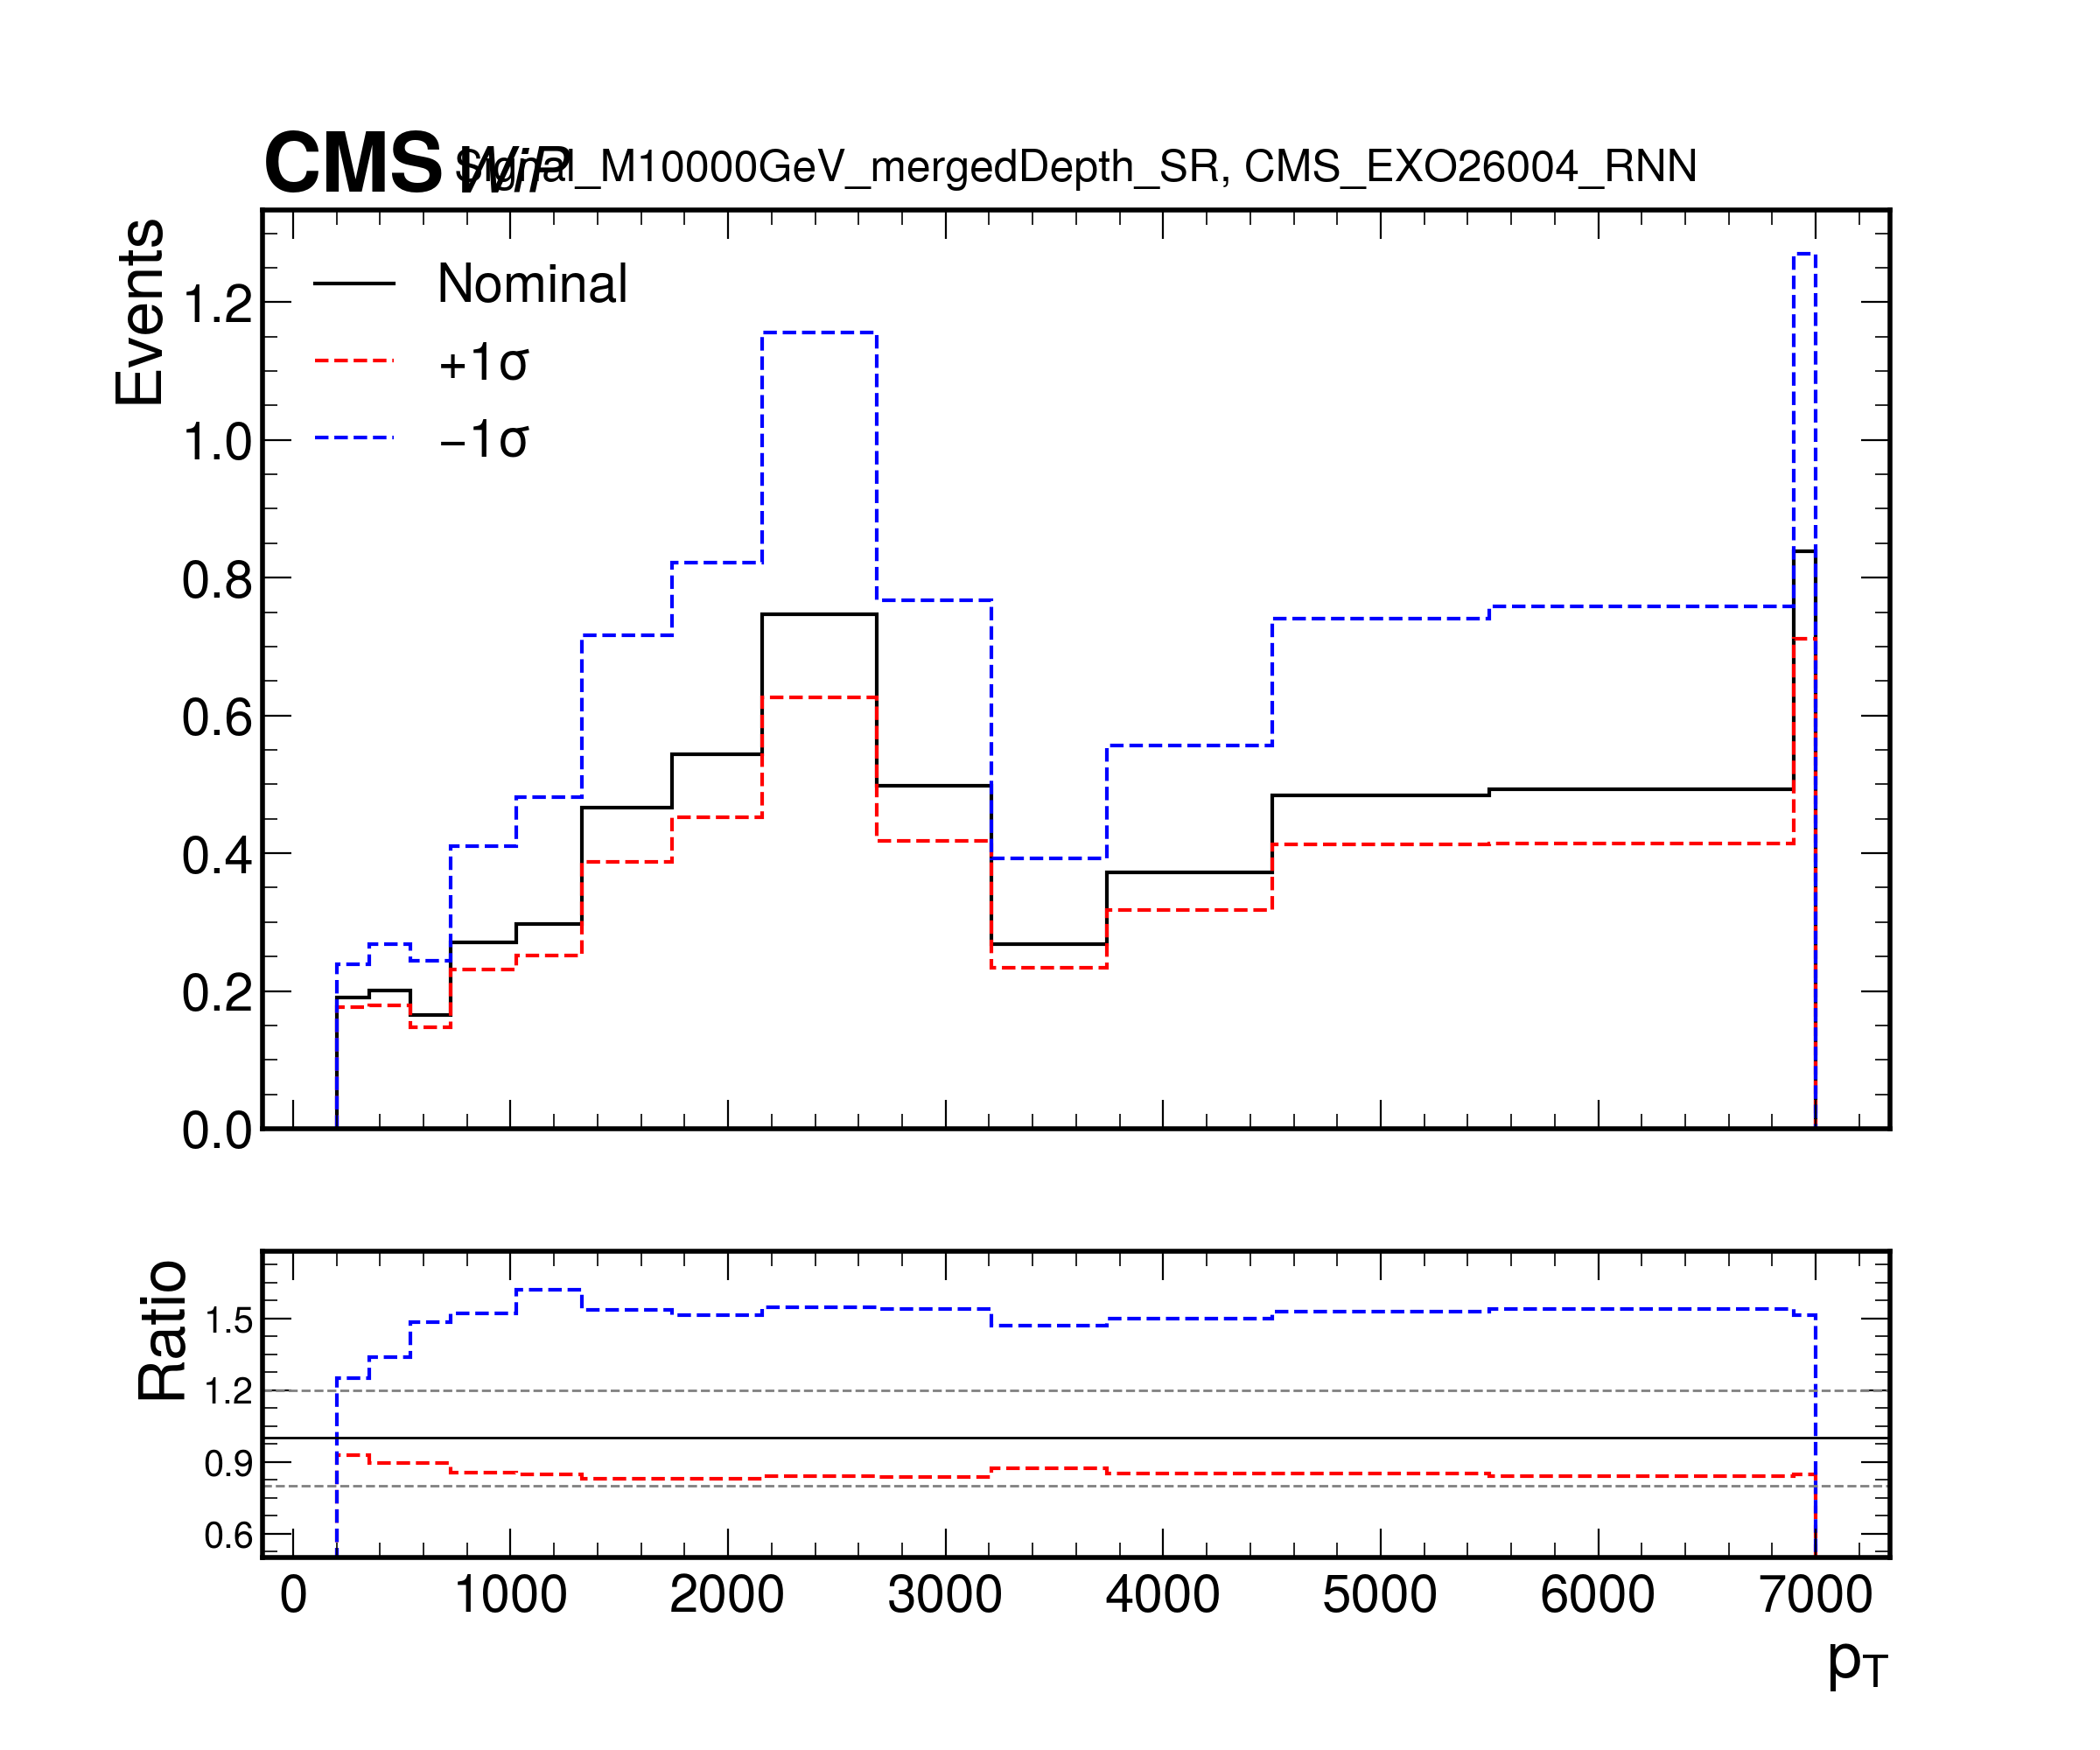 CMS WiP Signal_M10000GeV_mergedDepth_SR, CMS_EXO26004_RNN
Events
1.2
1.0
0.8
0.6
0.4
0.2
0.0
Nominal
+1σ
−1σ
Ratio
1.5
1.2
0.9
0.6
0 1000 2000 3000 4000 5000 6000 7000
pT